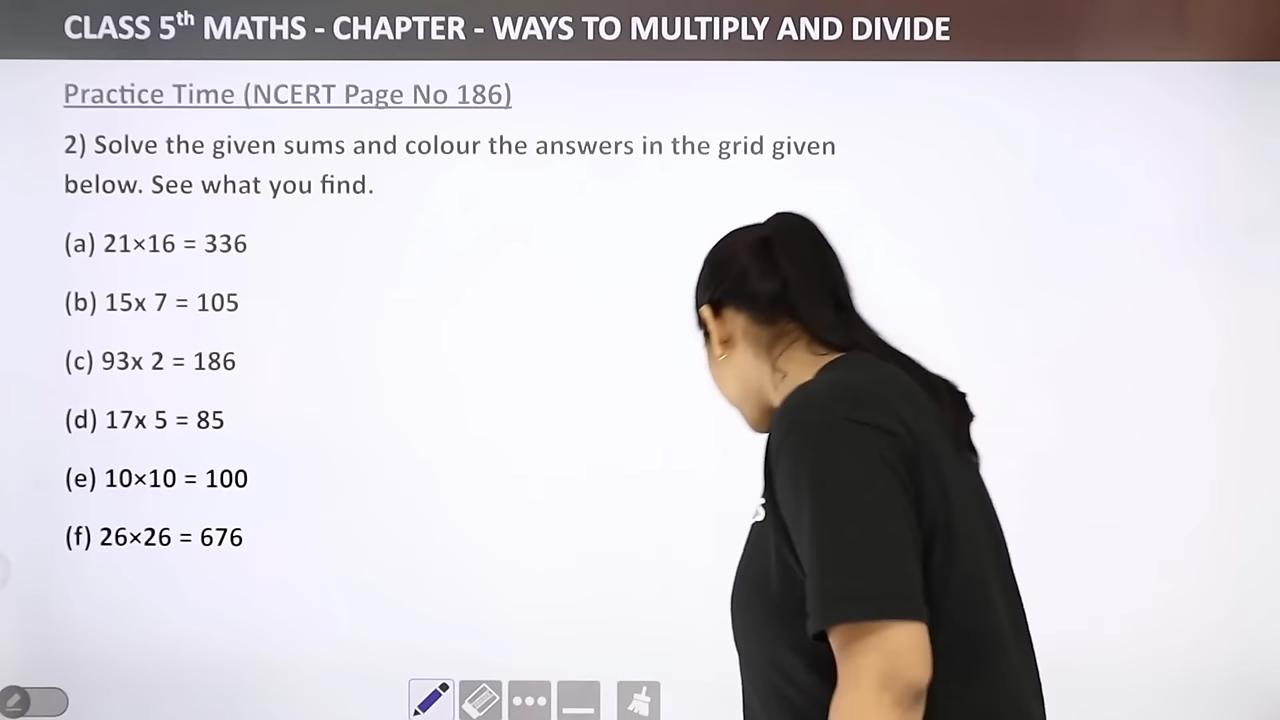 CLASS 5th MATHS - CHAPTER - WAYS TO MULTIPLY AND DIVIDE
Practice Time (NCERT Page No 186)
2) Solve the given sums and colour the answers in the grid given
below. See what you find.
(a) 21×16 = 336
(b) 15x 7 = 105
(c) 93x 2 = 186
(d) 17x 5 = 85
(e) 10×10 = 100
(f) 26×26 = 676